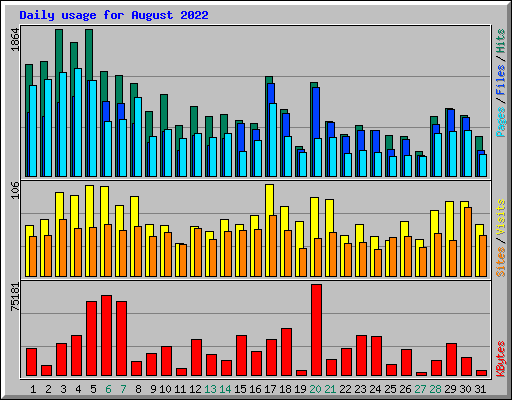 Daily usage for August 2022
1864
Pages / Files / Hits
106
Sites / Visits
75181
KBytes
1 2 3 4 5 6 7 8 9 10 11 12 13 14 15 16 17 18 19 20 21 22 23 24 25 26 27 28 29 30 31